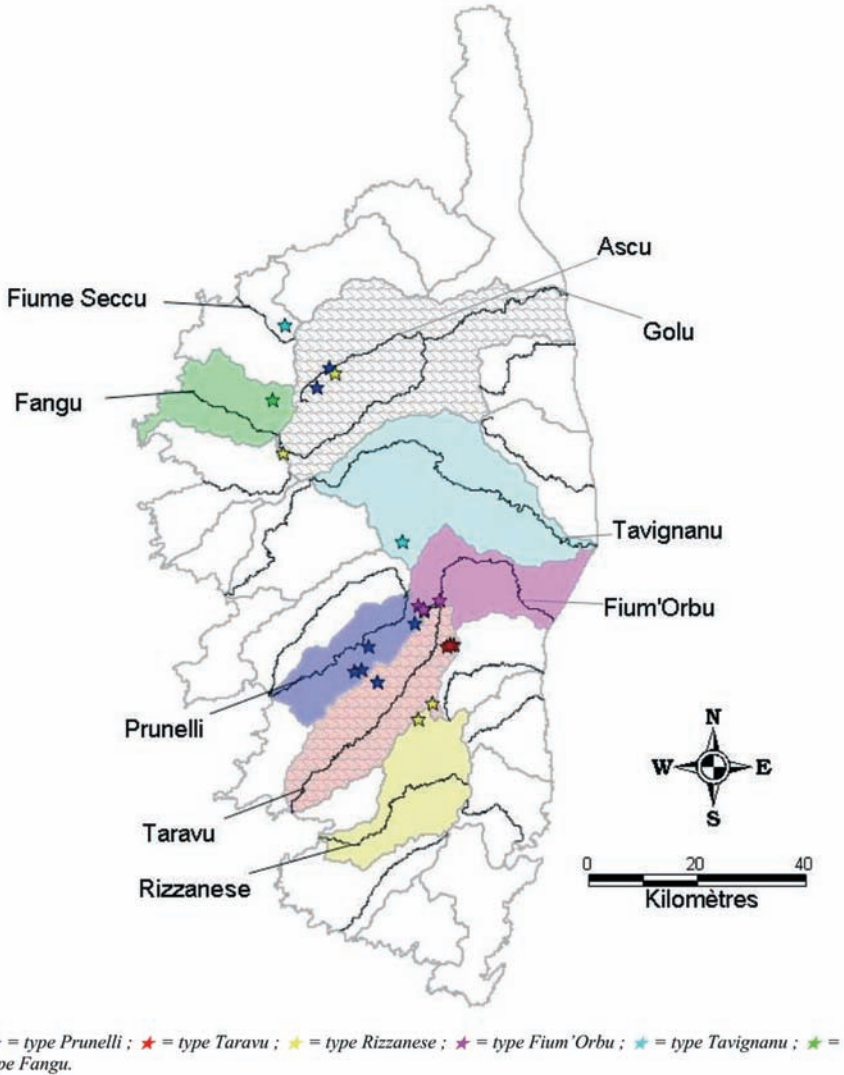 Ascu
Fiume Seccu
Golu
Fangu
Tavignanu
Fium'Orbu
Prunelli
N
W E
S
Taravu
0 20 40
Rizzanese
Kilomètres
= type Prunelli ; ★ = type Taravu ; ★ = type Rizzanese ; ★ = type Fium'Orbu ; ★ = type Tavignanu ; ★ =
type Fangu.